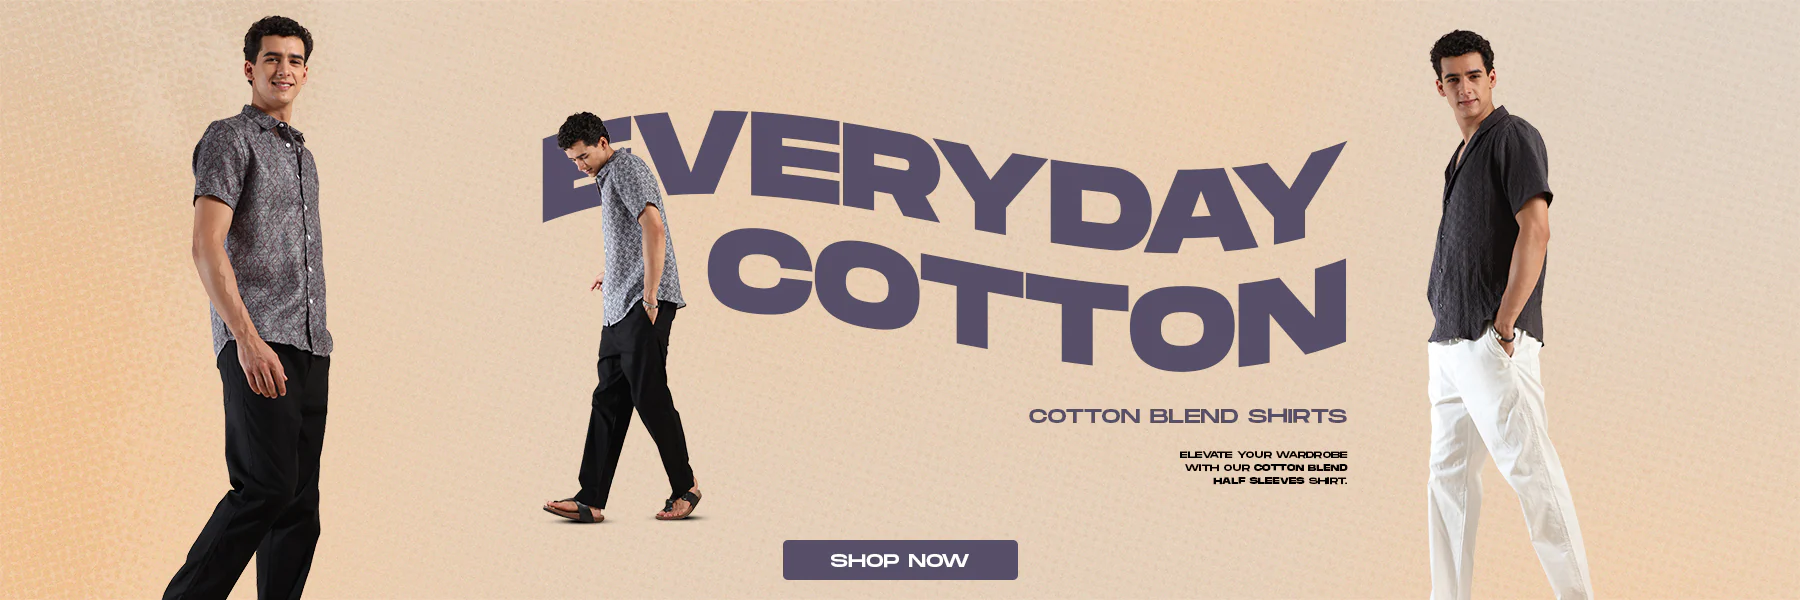 EVERYDAY
COTTON
COTTON BLEND SHIRTS
ELEVATE YOUR WARDROBE
WITH OUR COTTON BLEND
HALF SLEEVES SHIRT.
SHOP NOW